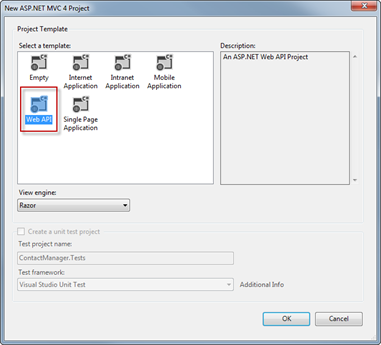 New ASP.NET MVC 4 Project
Project Template
Select a template:
Description:
Empty
Internet Application
Intranet Application
Mobile Application
An ASP.NET Web API Project
Web API
Single Page Application
View engine:
Razor
Create a unit test project
Test project name:
ContactManager.Tests
Test framework:
Visual Studio Unit Test
Additional Info
OK
Cancel